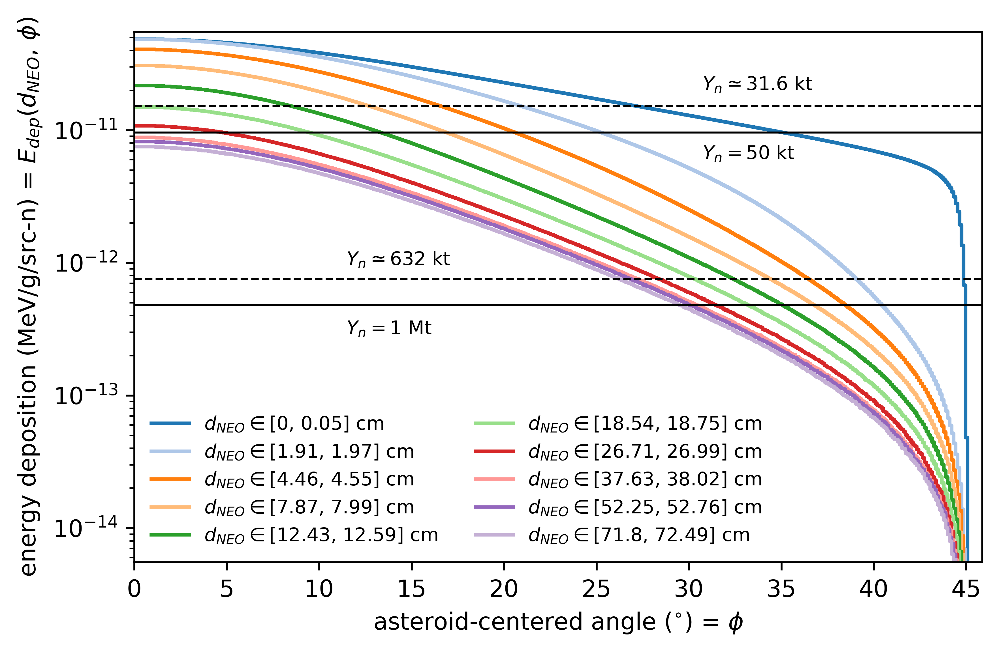 energy deposition (MeV/g/src-n) = E_dep(d_NEO, ϕ)
10⁻¹¹
10⁻¹²
10⁻¹³
10⁻¹⁴
Y_n ≃ 31.6 kt
Y_n = 50 kt
Y_n ≃ 632 kt
Y_n = 1 Mt
d_NEO ∈ [0, 0.05] cm
d_NEO ∈ [1.91, 1.97] cm
d_NEO ∈ [4.46, 4.55] cm
d_NEO ∈ [7.87, 7.99] cm
d_NEO ∈ [12.43, 12.59] cm
d_NEO ∈ [18.54, 18.75] cm
d_NEO ∈ [26.71, 26.99] cm
d_NEO ∈ [37.63, 38.02] cm
d_NEO ∈ [52.25, 52.76] cm
d_NEO ∈ [71.8, 72.49] cm
0 5 10 15 20 25 30 35 40 45
asteroid-centered angle (°) = ϕ